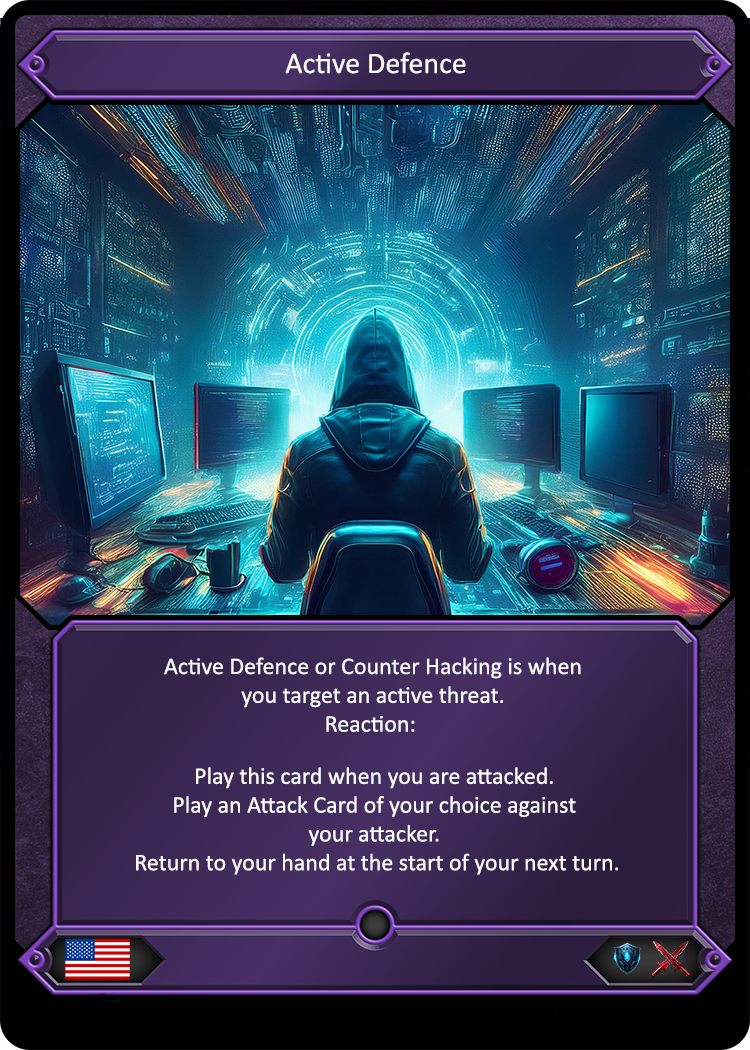 Active Defence
Active Defence or Counter Hacking is when
you target an active threat.
Reaction:
Play this card when you are attacked.
Play an Attack Card of your choice against
your attacker.
Return to your hand at the start of your next turn.